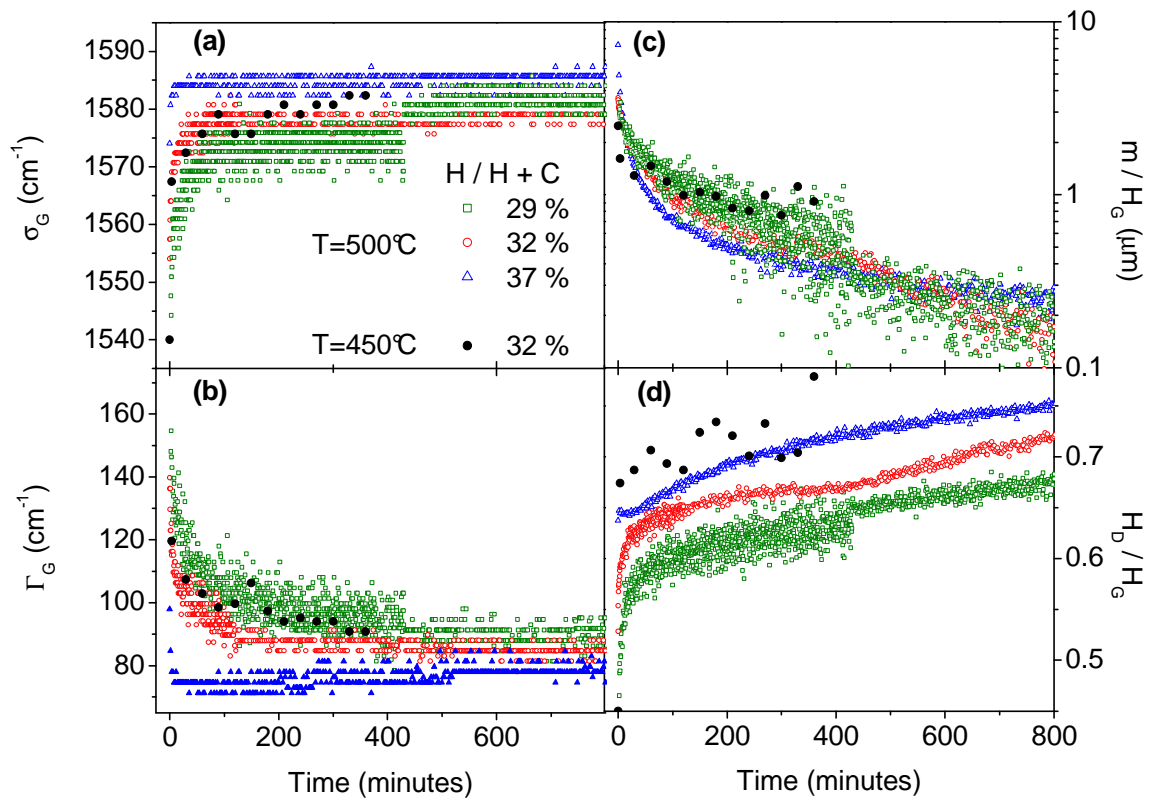 (a)
1590
1580
1570
1560
1550
1540
σG (cm-1)
H / H + C
29 %
T=500°C
32 %
37 %
T=450°C
32 %
(c)
10
1
0.1
m / HG (μm)
(b)
160
140
120
100
80
ΓG (cm-1)
0
200
400
600
Time (minutes)
(d)
0.7
0.6
0.5
HD / HG
0
200
400
600
800
Time (minutes)